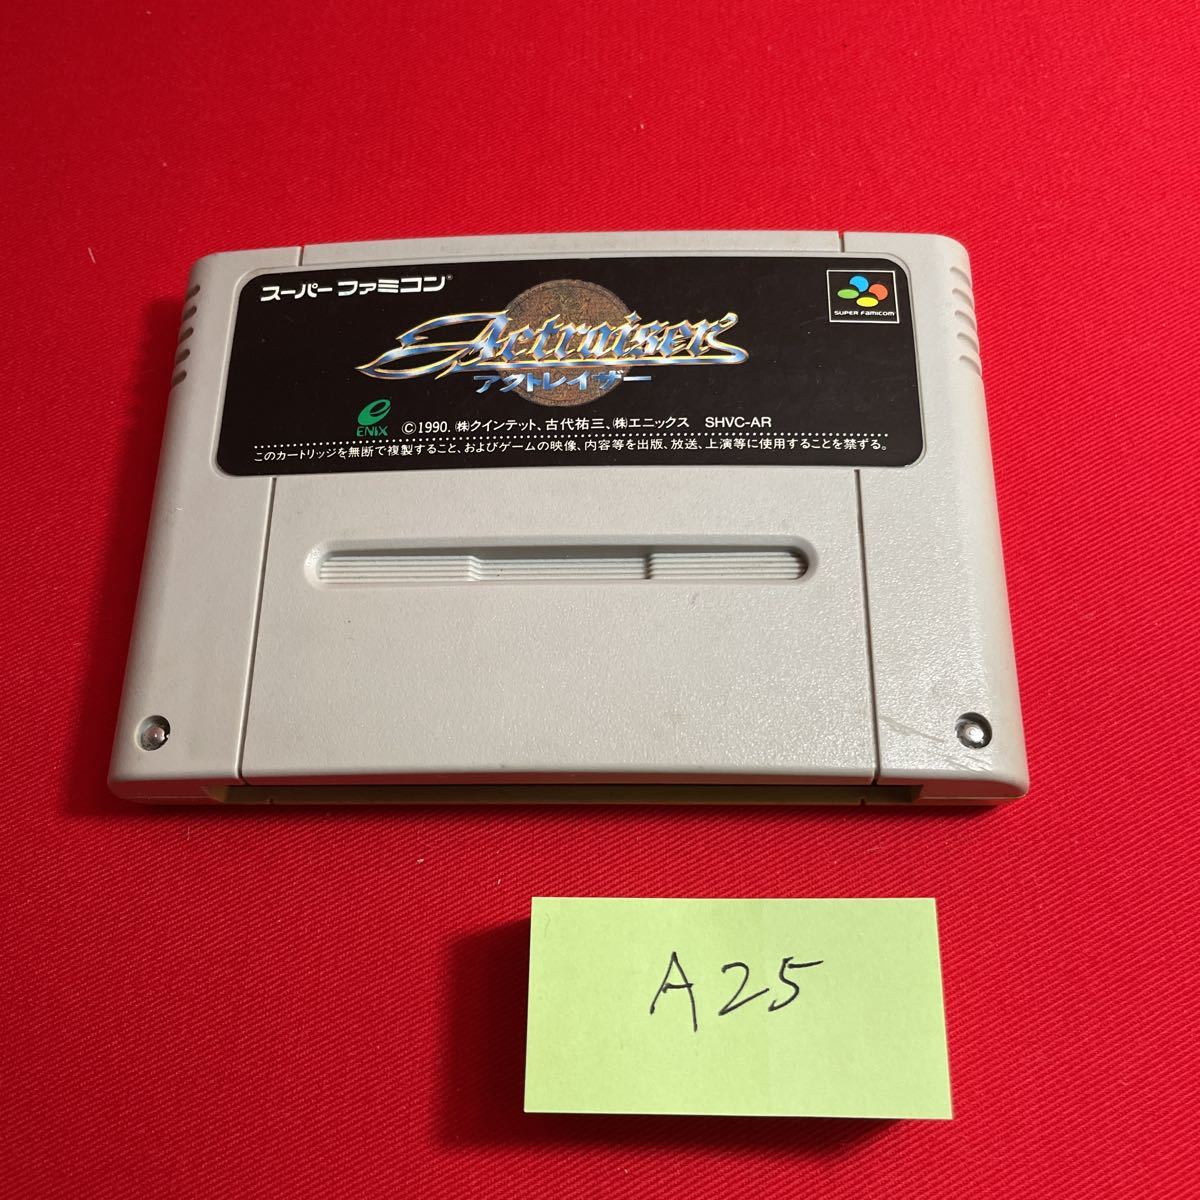 スーパーファミコン®
Actraiser
アクトレイザー
SUPER FAMICOM
ENIX
©1990. ㈱クインテット、古代祐三、㈱エニックス SHVC-AR
このカートリッジを無断で複製すること、およびゲームの映像、内容等を出版、放送、上演等に使用することを禁ずる。
A25